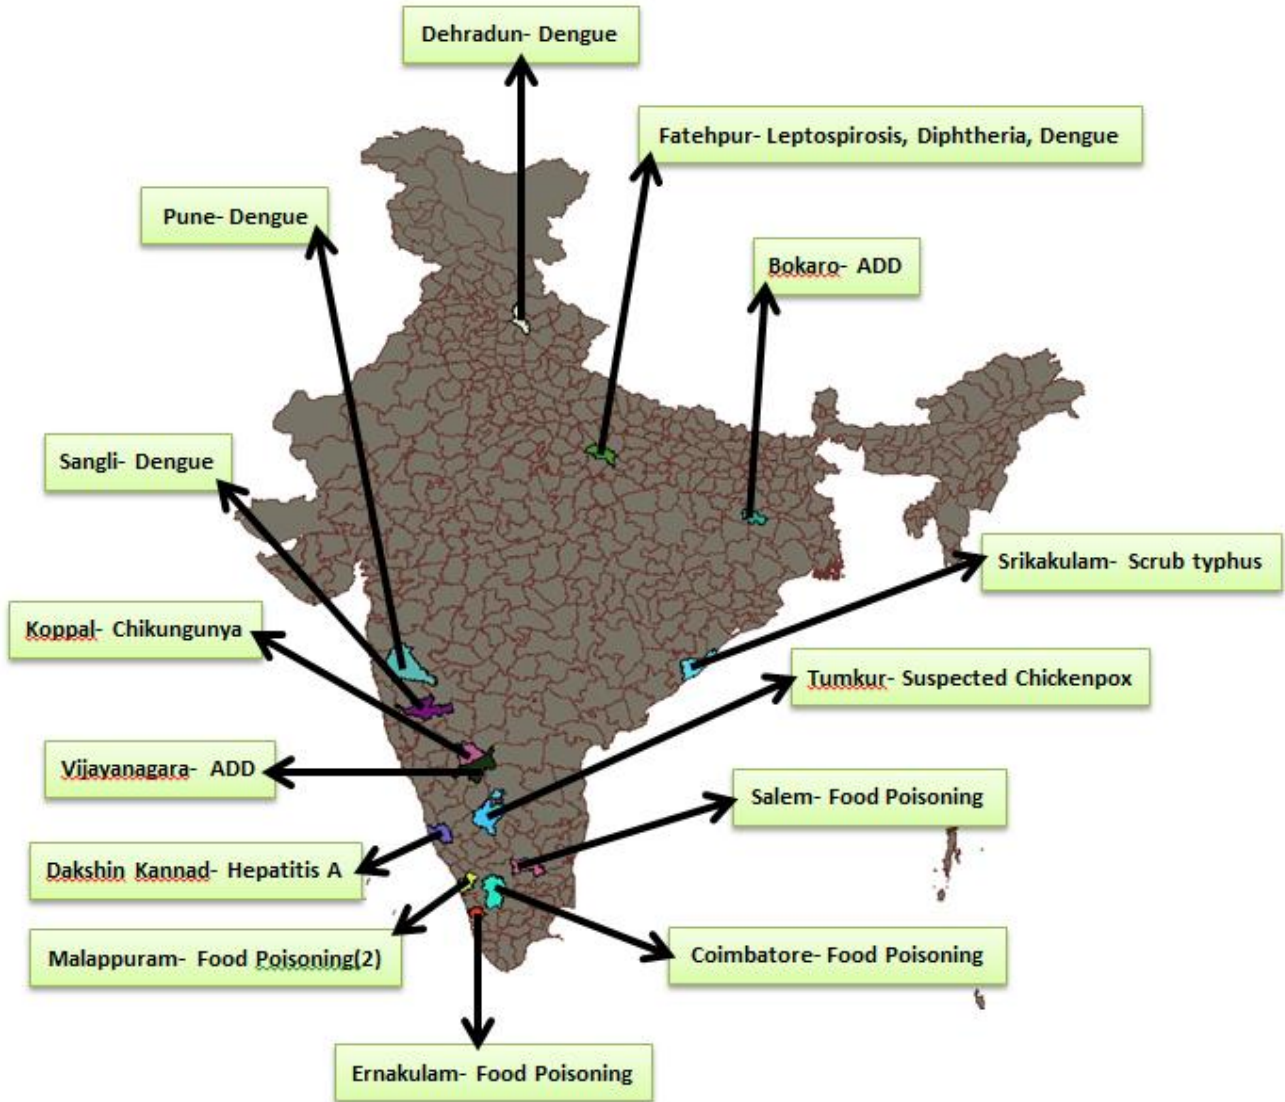 Dehradun- Dengue
Fatehpur- Leptospirosis, Diphtheria, Dengue
Pune- Dengue
Bokaro- ADD
Sangli- Dengue
Srikakulam- Scrub typhus
Koppal- Chikungunya
Tumkur- Suspected Chickenpox
Vijayanagara- ADD
Salem- Food Poisoning
Dakshin Kannad- Hepatitis A
Malappuram- Food Poisoning(2)
Coimbatore- Food Poisoning
Ernakulam- Food Poisoning